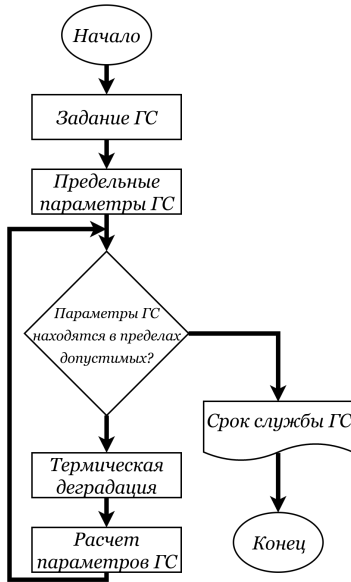 Начало
Задание ГС
Предельные
параметры ГС
Параметры ГС
находятся в пределах
допустимых?
Термическая
деградация
Расчет
параметров ГС
Срок службы ГС
Конец